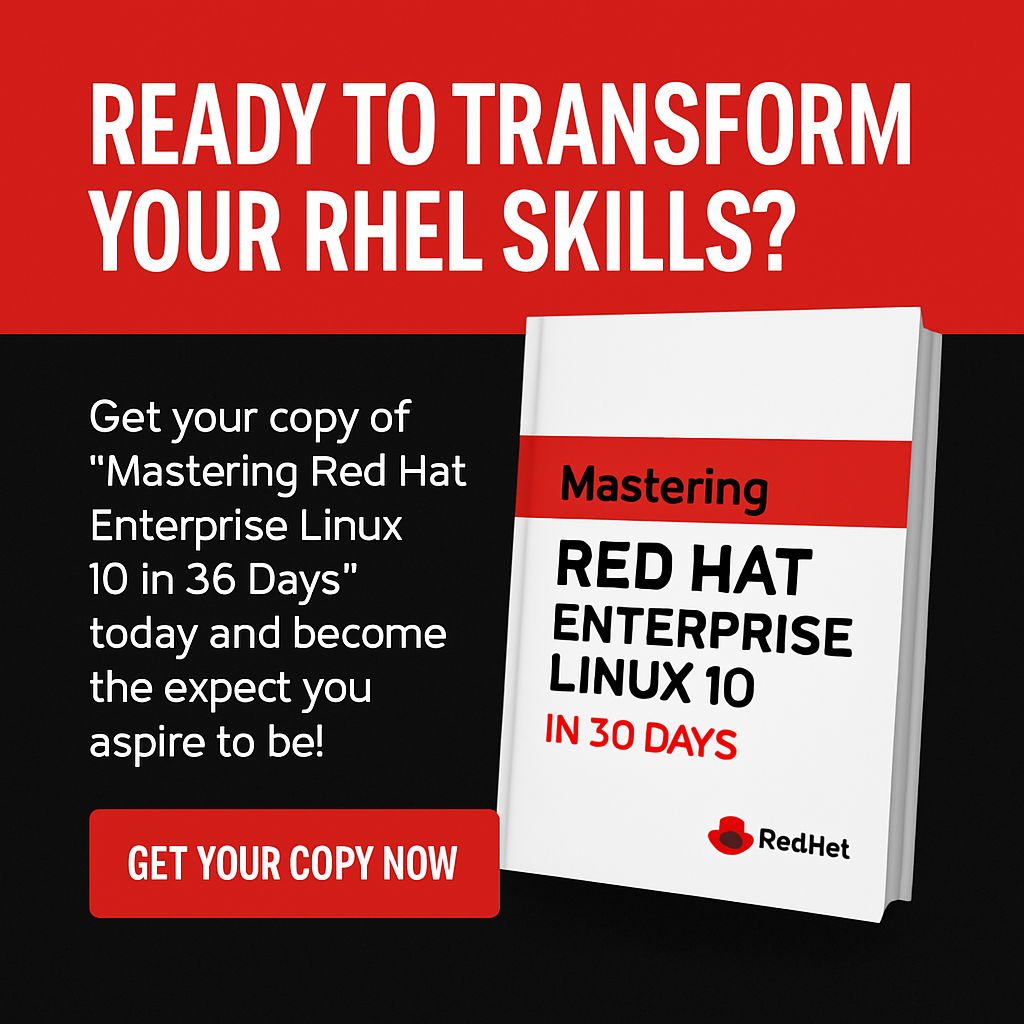 READY TO TRANSFORM
YOUR RHEL SKILLS?
Get your copy of
"Mastering Red Hat
Enterprise Linux
10 in 36 Days"
today and become
the expect you
aspire to be!
GET YOUR COPY NOW
Mastering
RED HAT
ENTERPRISE
LINUX 10
IN 30 DAYS
RedHet